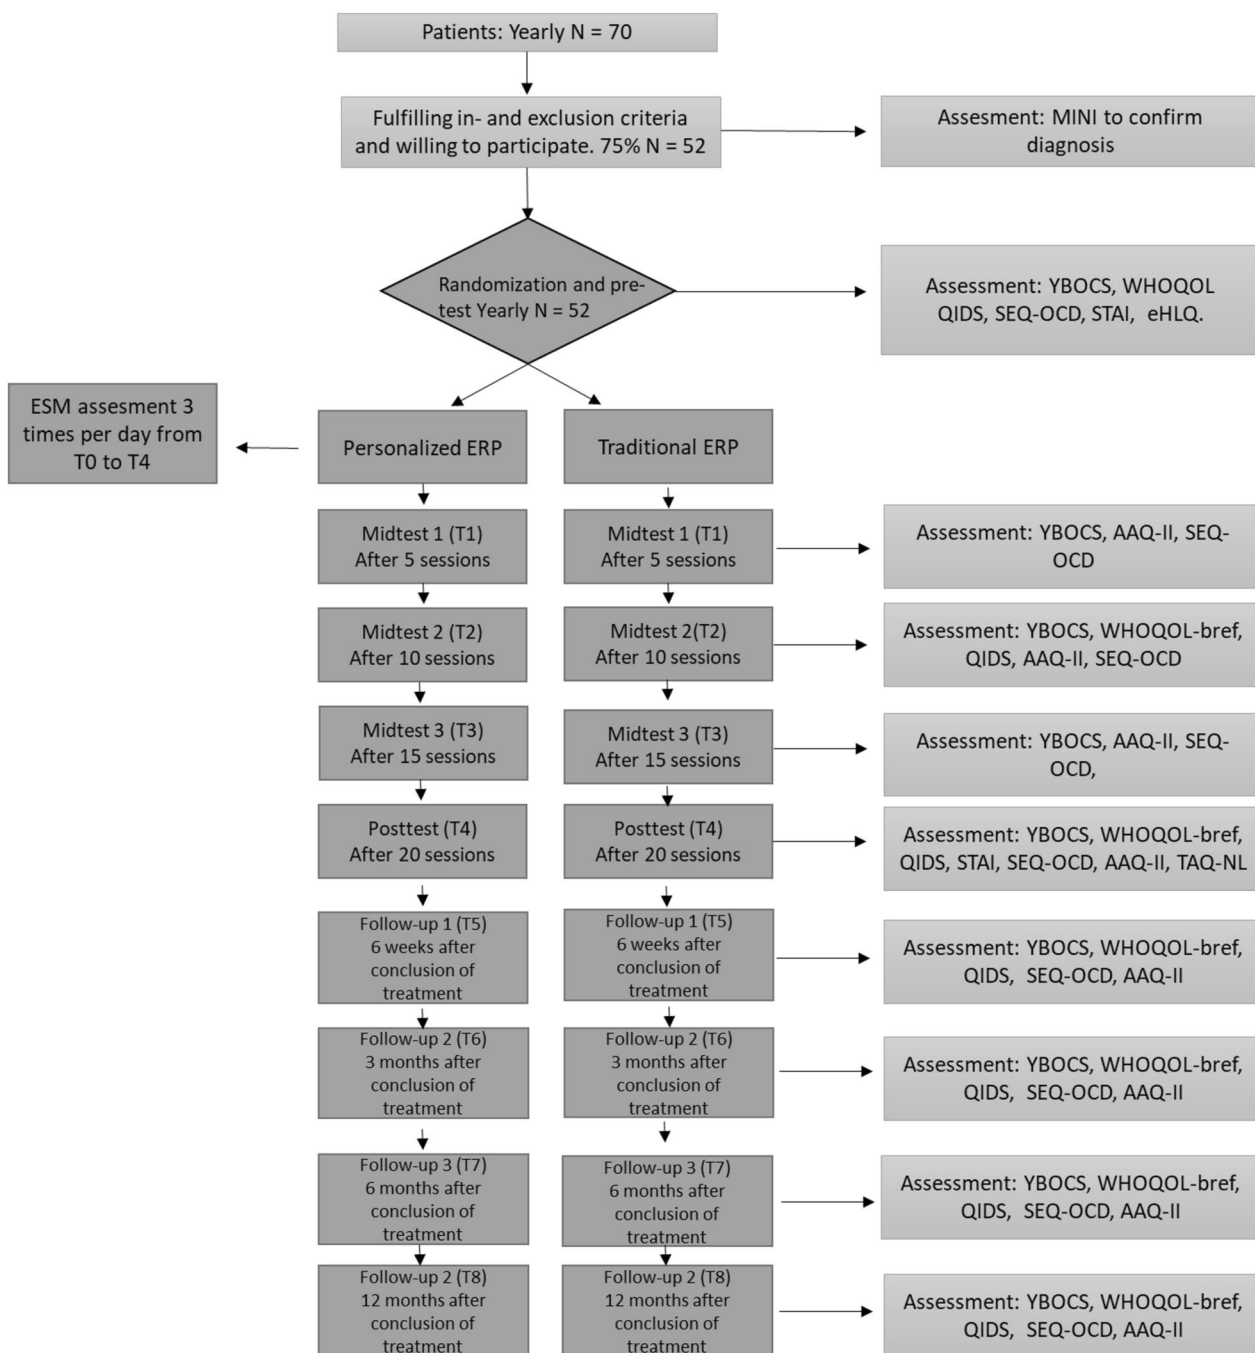 Patients: Yearly N = 70
Fulfilling in- and exclusion criteria
and willing to participate. 75% N = 52
Assesment: MINI to confirm
diagnosis
Randomization and pre-
test Yearly N = 52
Assessment: YBOCS, WHOQOL
QIDS, SEQ-OCD, STAI, eHLQ.
ESM assesment 3
times per day from
T0 to T4
Personalized ERP
Traditional ERP
Midtest 1 (T1)
After 5 sessions
Midtest 1 (T1)
After 5 sessions
Assessment: YBOCS, AAQ-II, SEQ-
OCD
Midtest 2 (T2)
After 10 sessions
Midtest 2(T2)
After 10 sessions
Assessment: YBOCS, WHOQOL-bref,
QIDS, AAQ-II, SEQ-OCD
Midtest 3 (T3)
After 15 sessions
Midtest 3 (T3)
After 15 sessions
Assessment: YBOCS, AAQ-II, SEQ-
OCD,
Posttest (T4)
After 20 sessions
Posttest (T4)
After 20 sessions
Assessment: YBOCS, WHOQOL-bref,
QIDS, STAI, SEQ-OCD, AAQ-II, TAQ-NL
Follow-up 1 (T5)
6 weeks after
conclusion of
treatment
Follow-up 1 (T5)
6 weeks after
conclusion of
treatment
Assessment: YBOCS, WHOQOL-bref,
QIDS, SEQ-OCD, AAQ-II
Follow-up 2 (T6)
3 months after
conclusion of
treatment
Follow-up 2 (T6)
3 months after
conclusion of
treatment
Assessment: YBOCS, WHOQOL-bref,
QIDS, SEQ-OCD, AAQ-II
Follow-up 3 (T7)
6 months after
conclusion of
treatment
Follow-up 3 (T7)
6 months after
conclusion of
treatment
Assessment: YBOCS, WHOQOL-bref,
QIDS, SEQ-OCD, AAQ-II
Follow-up 2 (T8)
12 months after
conclusion of
treatment
Follow-up 2 (T8)
12 months after
conclusion of
treatment
Assessment: YBOCS, WHOQOL-bref,
QIDS, SEQ-OCD, AAQ-II